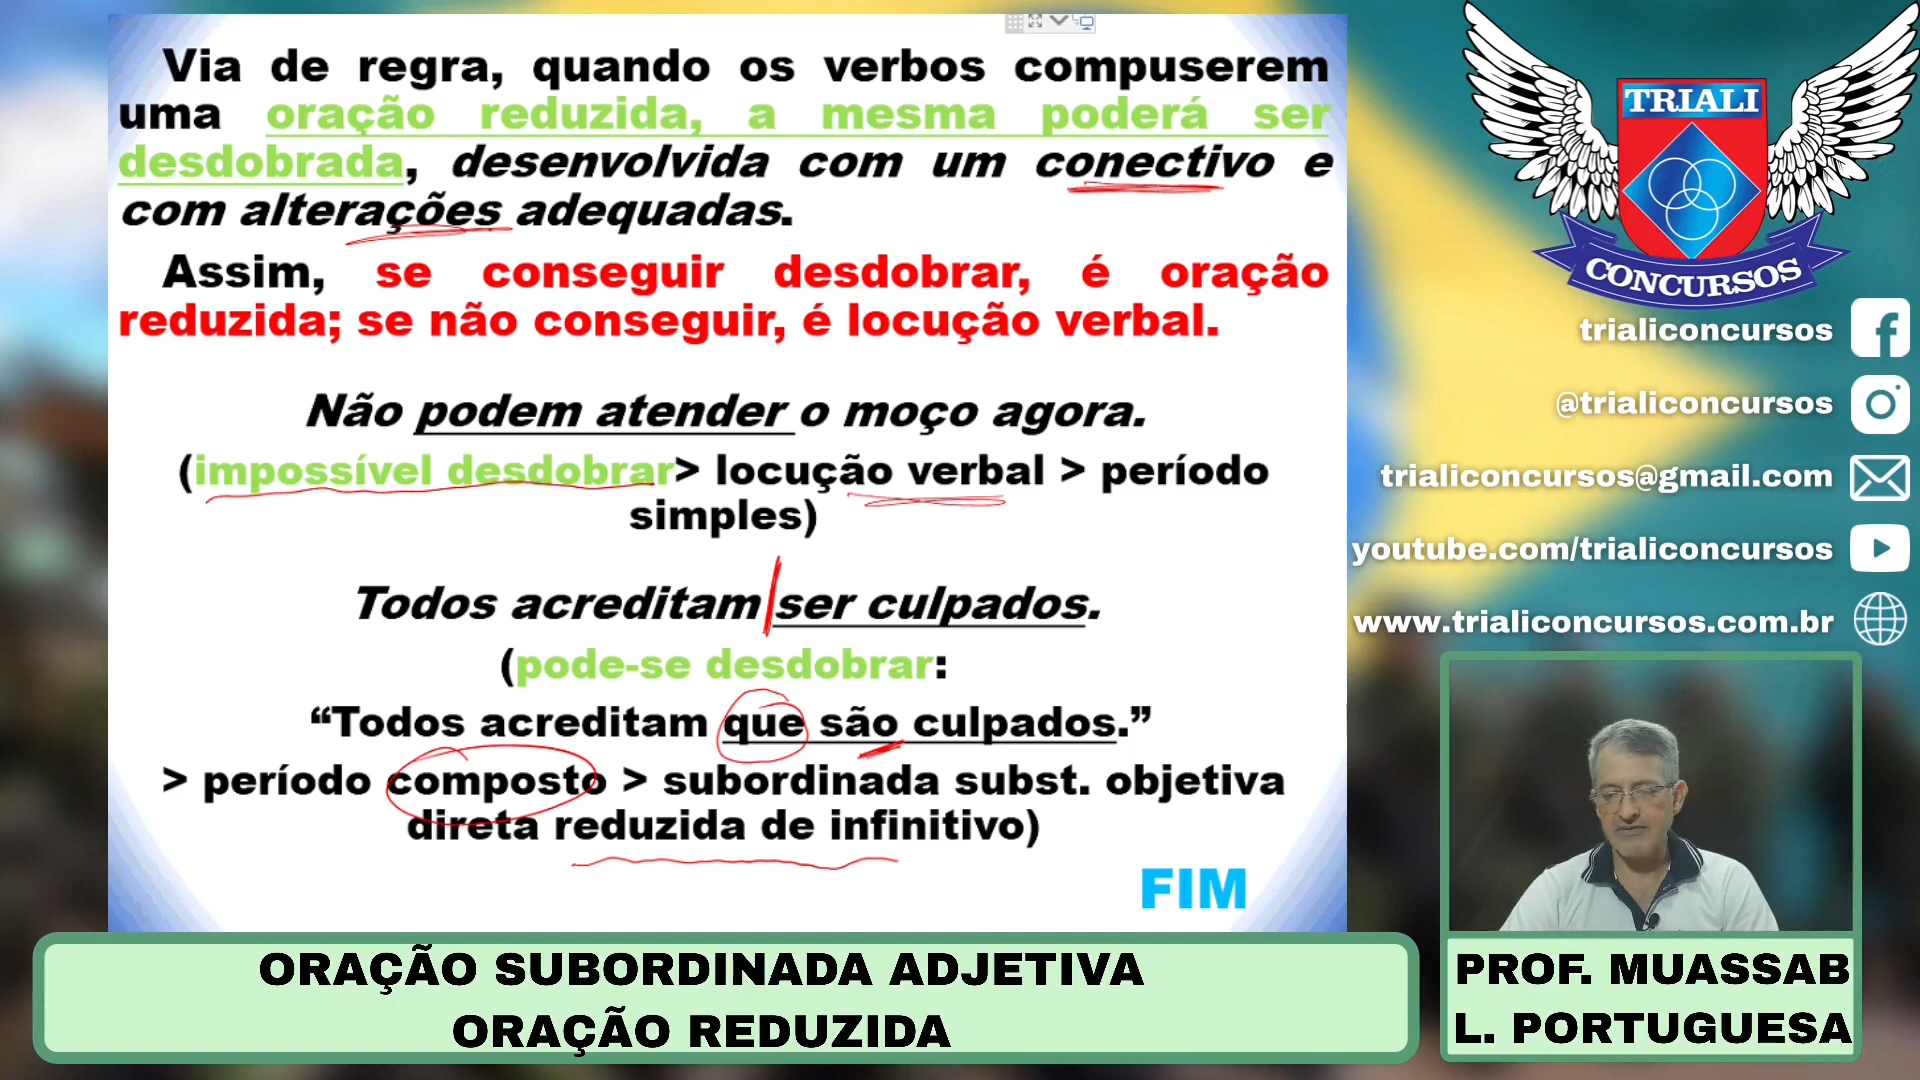 Via de regra, quando os verbos compuserem
uma oração reduzida, a mesma poderá ser
desdobrada, desenvolvida com um conectivo e
com alterações adequadas.
Assim, se conseguir desdobrar, é oração
reduzida; se não conseguir, é locução verbal.
Não podem atender o moço agora.
(impossível desdobrar> locução verbal > período
simples)
Todos acreditam ser culpados.
(pode-se desdobrar:
“Todos acreditam que são culpados.”
> período composto > subordinada subst. objetiva
direta reduzida de infinitivo)
FIM
TRIALI
CONCURSOS
trialiconcursos
@trialiconcursos
trialiconcursos@gmail.com
youtube.com/trialiconcursos
www.trialiconcursos.com.br
ORAÇÃO SUBORDINADA ADJETIVA
ORAÇÃO REDUZIDA
PROF. MUASSAB
L. PORTUGUESA